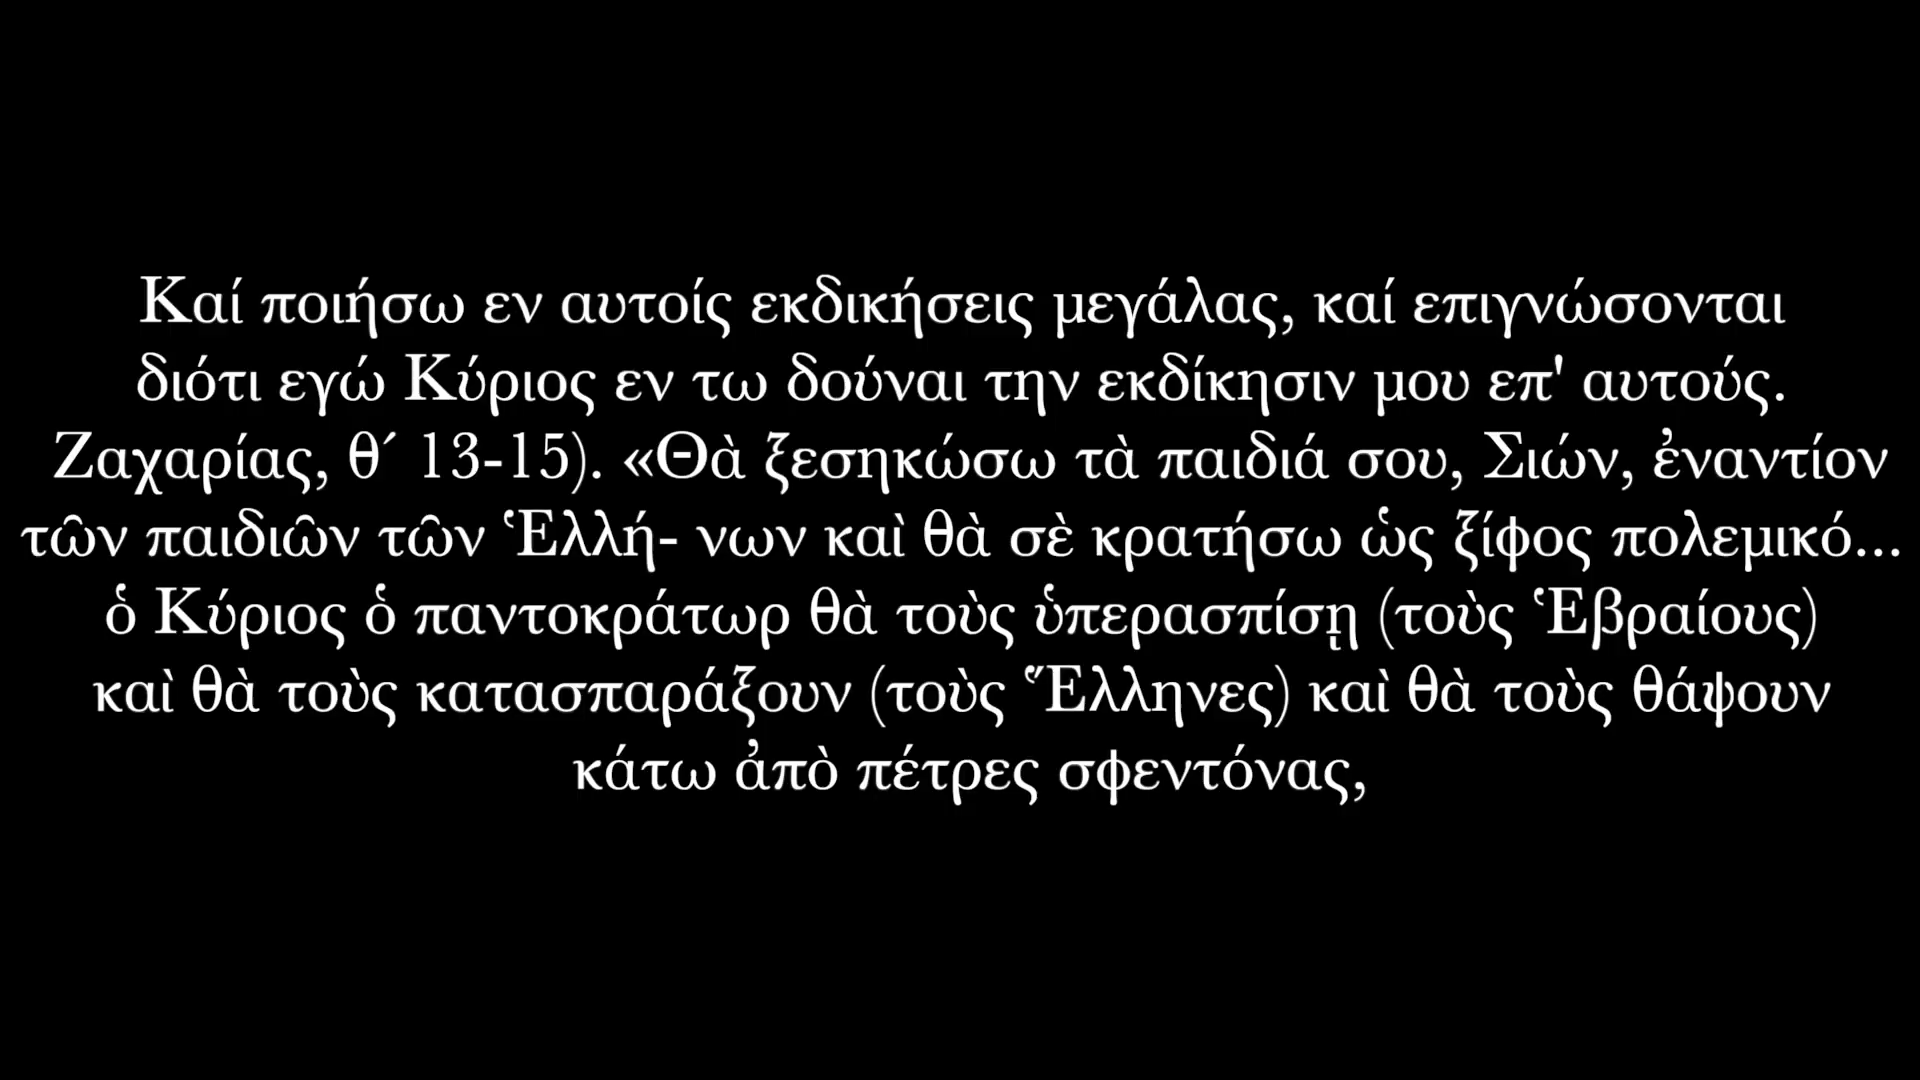 Καί ποιήσω εν αυτοίς εκδικήσεις μεγάλας, καί επιγνώσονται
διότι εγώ Κύριος εν τω δούναι την εκδίκησιν μου επ' αυτούς.
Ζαχαρίας, θ´ 13-15). «Θὰ ξεσηκώσω τὰ παιδιά σου, Σιών, ἐναντίον
τῶν παιδιῶν τῶν Ἑλλή- νων καὶ θὰ σὲ κρατήσω ὡς ξίφος πολεμικό...
ὁ Κύριος ὁ παντοκράτωρ θὰ τοὺς ὑπερασπίσῃ (τοὺς Ἑβραίους)
καὶ θὰ τοὺς κατασπαράξουν (τοὺς Ἕλληνες) καὶ θὰ τοὺς θάψουν
κάτω ἀπὸ πέτρες σφεντόνας,